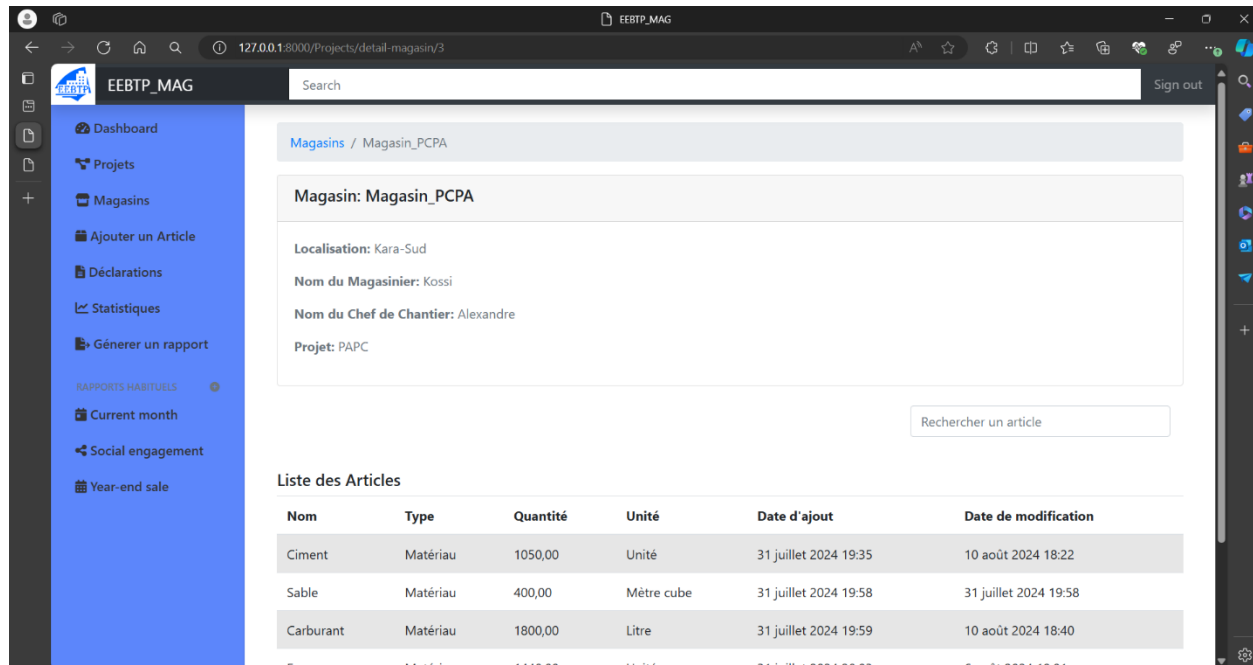 EEBTP_MAG
127.0.0.1:8000/Projects/detail-magasin/3
EEBTP EEBTP_MAG Search Sign out
Dashboard
Projets
Magasins
Ajouter un Article
Déclarations
Statistiques
Génerer un rapport
RAPPORTS HABITUELS
Current month
Social engagement
Year-end sale
Magasins / Magasin_PCPA
Magasin: Magasin_PCPA
Localisation: Kara-Sud
Nom du Magasinier: Kossi
Nom du Chef de Chantier: Alexandre
Projet: PAPC
Rechercher un article
Liste des Articles
Nom Type Quantité Unité Date d'ajout Date de modification
Ciment Matériau 1050,00 Unité 31 juillet 2024 19:35 10 août 2024 18:22
Sable Matériau 400,00 Mètre cube 31 juillet 2024 19:58 31 juillet 2024 19:58
Carburant Matériau 1800,00 Litre 31 juillet 2024 19:59 10 août 2024 18:40